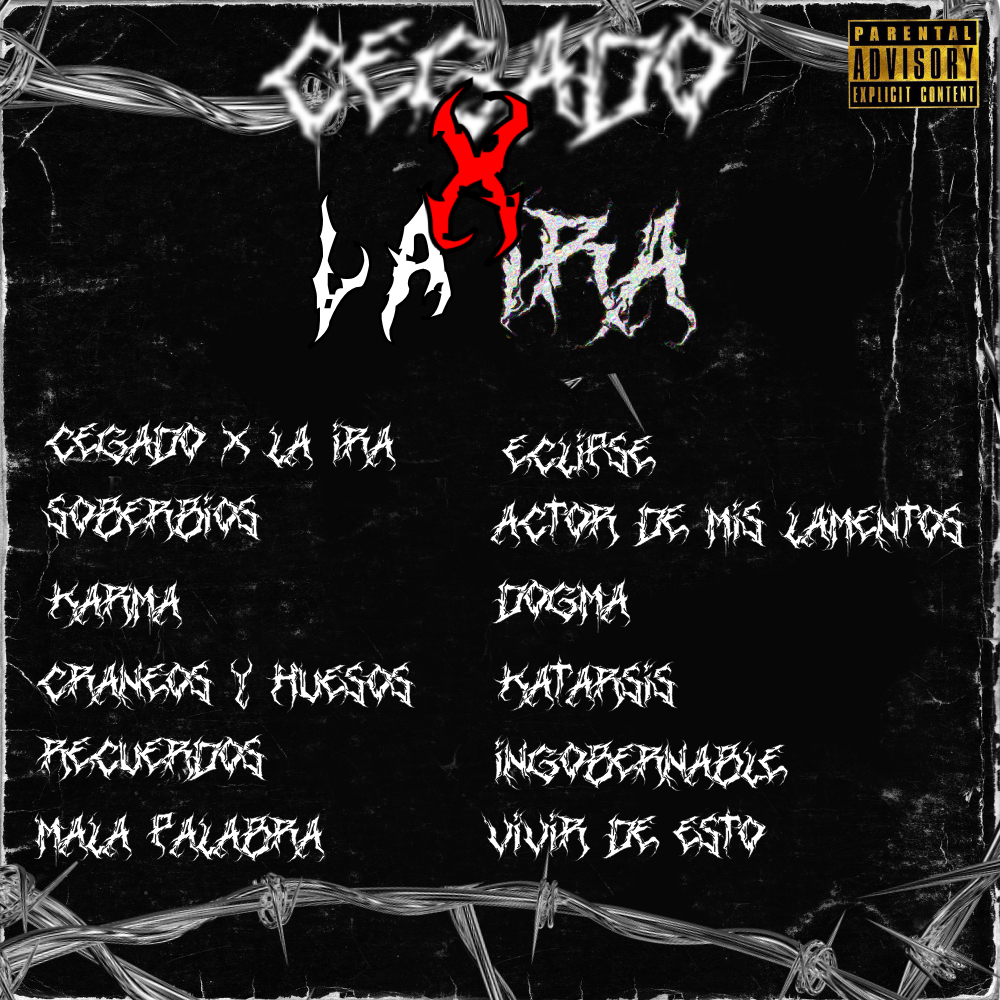 CEGADO
X
LA IRA
PARENTAL
ADVISORY
EXPLICIT CONTENT
CEGADO X LA IRA
SOBERBIOS
KARMA
CRANEOS Y HUESOS
RECUERDOS
MALA PALABRA
ECLIPSE
ACTOR DE MIS LAMENTOS
DOGMA
KATARSIS
INGOBERNABLE
VIVIR DE ESTO